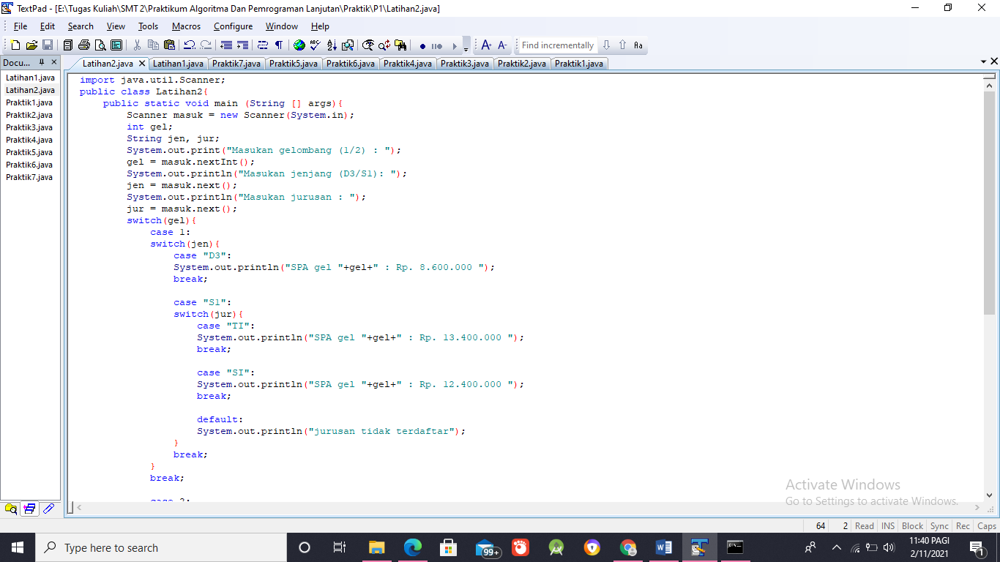 TextPad - [E:\Tugas Kuliah\SMT 2\Praktikum Algoritma Dan Pemrograman Lanjutan\Praktik\P1\Latihan2.java]
File Edit Search View Tools Macros Configure Window Help
Find incrementally
Docu...
Latihan2.java Latihan1.java Praktik7.java Praktik5.java Praktik6.java Praktik4.java Praktik3.java Praktik2.java Praktik1.java
Latihan1.java
Latihan2.java
Praktik1.java
Praktik2.java
Praktik3.java
Praktik4.java
Praktik5.java
Praktik6.java
Praktik7.java
import java.util.Scanner;
public class Latihan2{
public static void main (String [] args){
Scanner masuk = new Scanner(System.in);
int gel;
String jen, jur;
System.out.print("Masukan gelombang (1/2) : ");
gel = masuk.nextInt();
System.out.println("Masukan jenjang (D3/S1): ");
jen = masuk.next();
System.out.println("Masukan jurusan : ");
jur = masuk.next();
switch(gel){
case 1:
switch(jen){
case "D3":
System.out.println("SPA gel "+gel+" : Rp. 8.600.000 ");
break;
case "S1":
switch(jur){
case "TI":
System.out.println("SPA gel "+gel+" : Rp. 13.400.000 ");
break;
case "SI":
System.out.println("SPA gel "+gel+" : Rp. 12.400.000 ");
break;
default:
System.out.println("jurusan tidak terdaftar");
}
break;
}
break;
case 2:
Activate Windows
Go to Settings to activate Windows.
64 2 Read INS Block Sync Rec Caps
Type here to search
99+
11:40 PAGI
2/11/2021
1